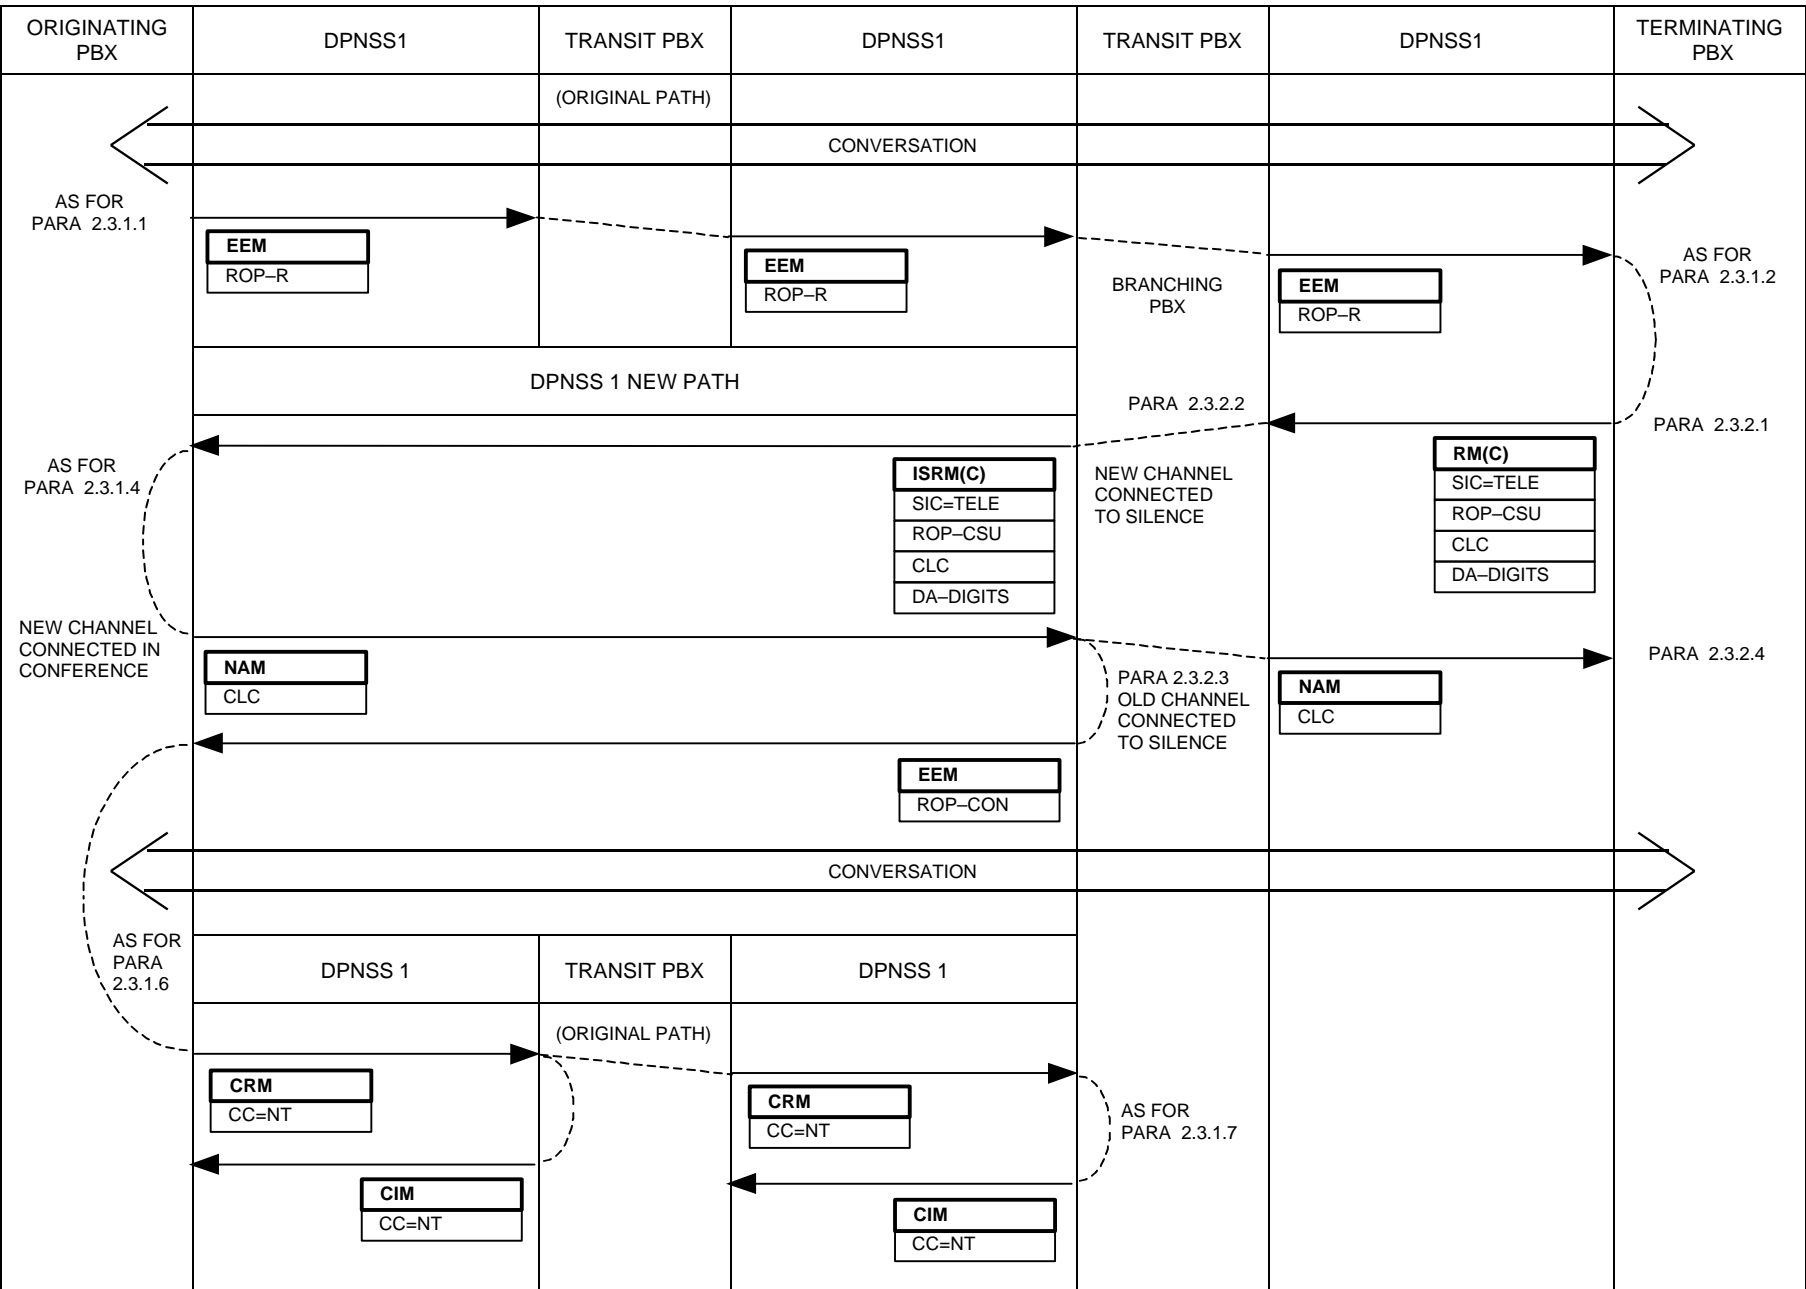 ORIGINATING
PBX
DPNSS1
TRANSIT PBX
DPNSS1
TRANSIT PBX
DPNSS1
TERMINATING
PBX
(ORIGINAL PATH)
CONVERSATION
AS FOR
PARA 2.3.1.1
EEM
ROP–R
EEM
ROP–R
BRANCHING
PBX
EEM
ROP–R
AS FOR
PARA 2.3.1.2
DPNSS 1 NEW PATH
PARA 2.3.2.2
PARA 2.3.2.1
AS FOR
PARA 2.3.1.4
ISRM(C)
SIC=TELE
ROP–CSU
CLC
DA–DIGITS
NEW CHANNEL
CONNECTED
TO SILENCE
RM(C)
SIC=TELE
ROP–CSU
CLC
DA–DIGITS
NEW CHANNEL
CONNECTED IN
CONFERENCE
NAM
CLC
PARA 2.3.2.3
OLD CHANNEL
CONNECTED
TO SILENCE
NAM
CLC
PARA 2.3.2.4
EEM
ROP–CON
CONVERSATION
AS FOR
PARA
2.3.1.6
DPNSS 1
TRANSIT PBX
DPNSS 1
(ORIGINAL PATH)
CRM
CC=NT
CRM
CC=NT
AS FOR
PARA 2.3.1.7
CIM
CC=NT
CIM
CC=NT